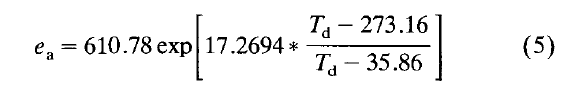 e_a = 610.78 exp[17.2694 * (T_d − 273.16) / (T_d − 35.86)] (5)